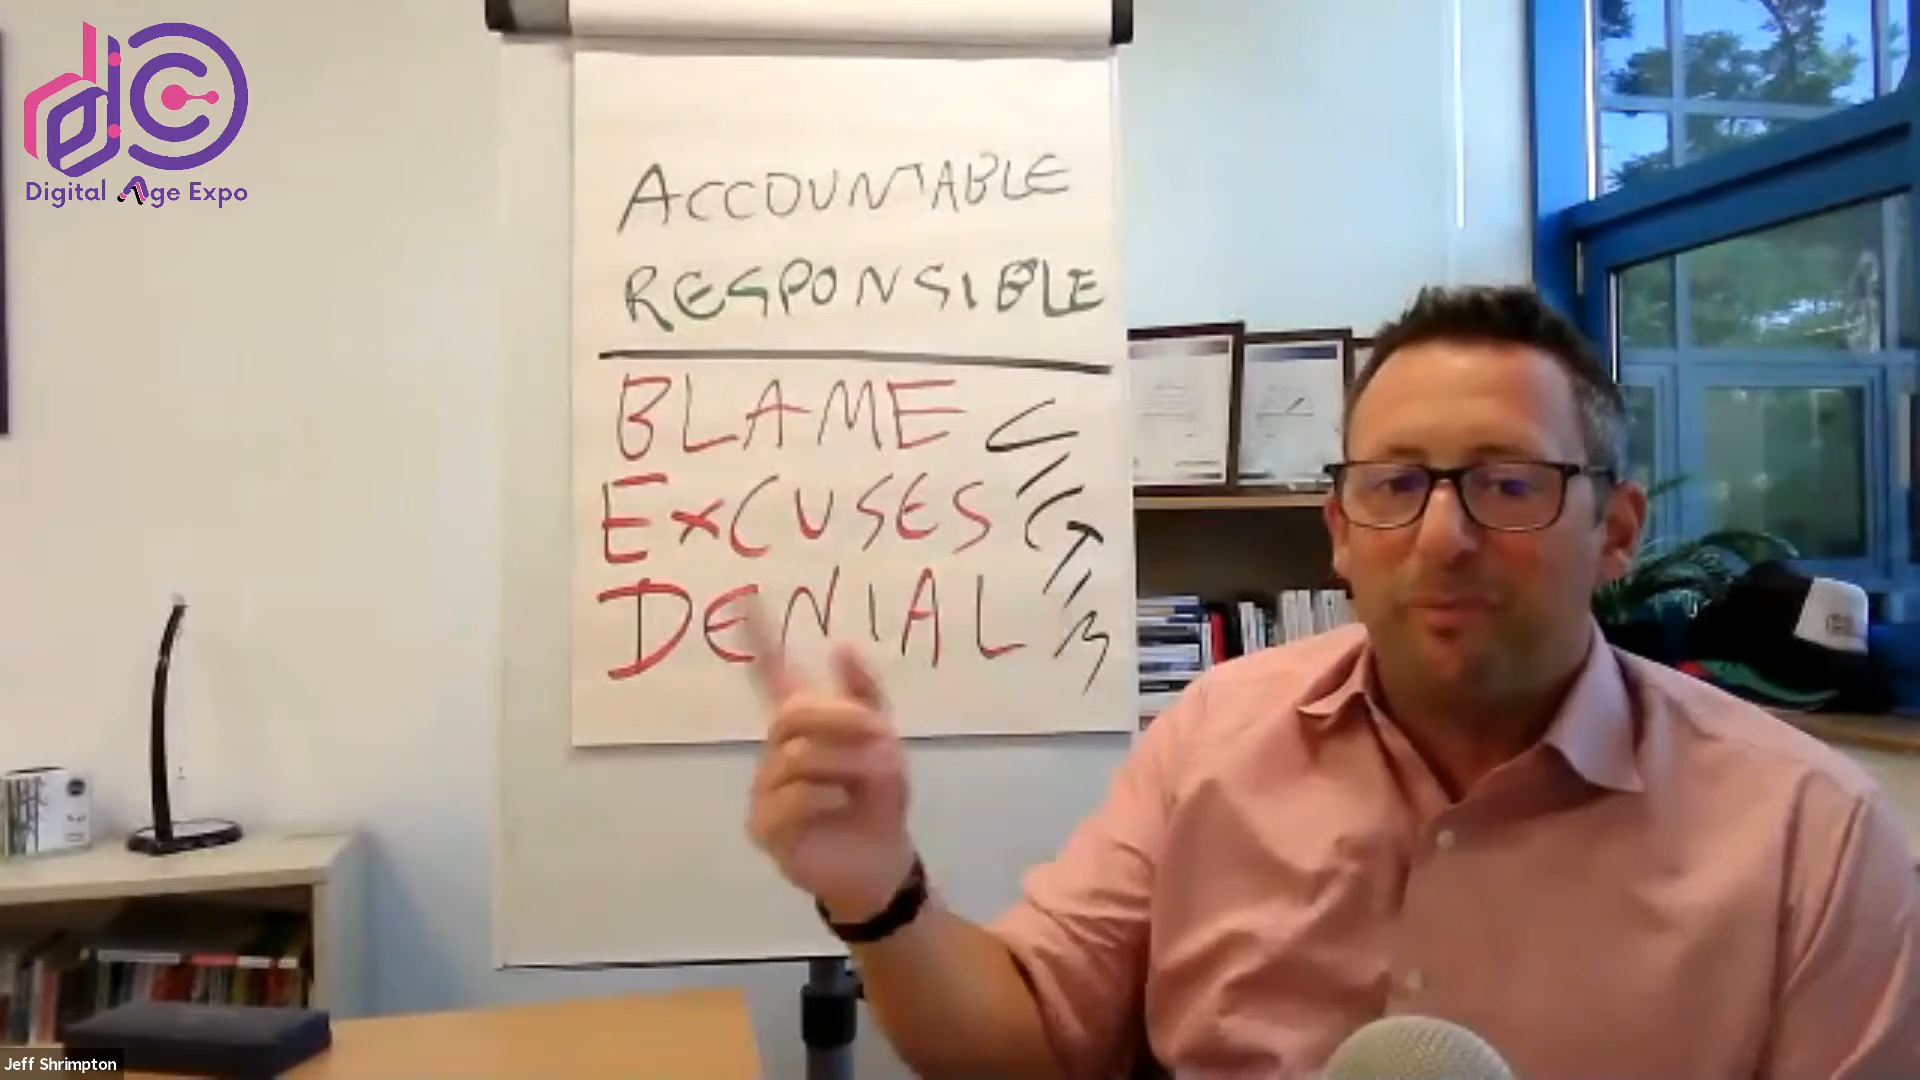 Digital Age Expo
ACCOUNTABLE
RESPONSIBLE
BLAME
EXCUSES
DENIAL
VICTIM
Jeff Shrimpton